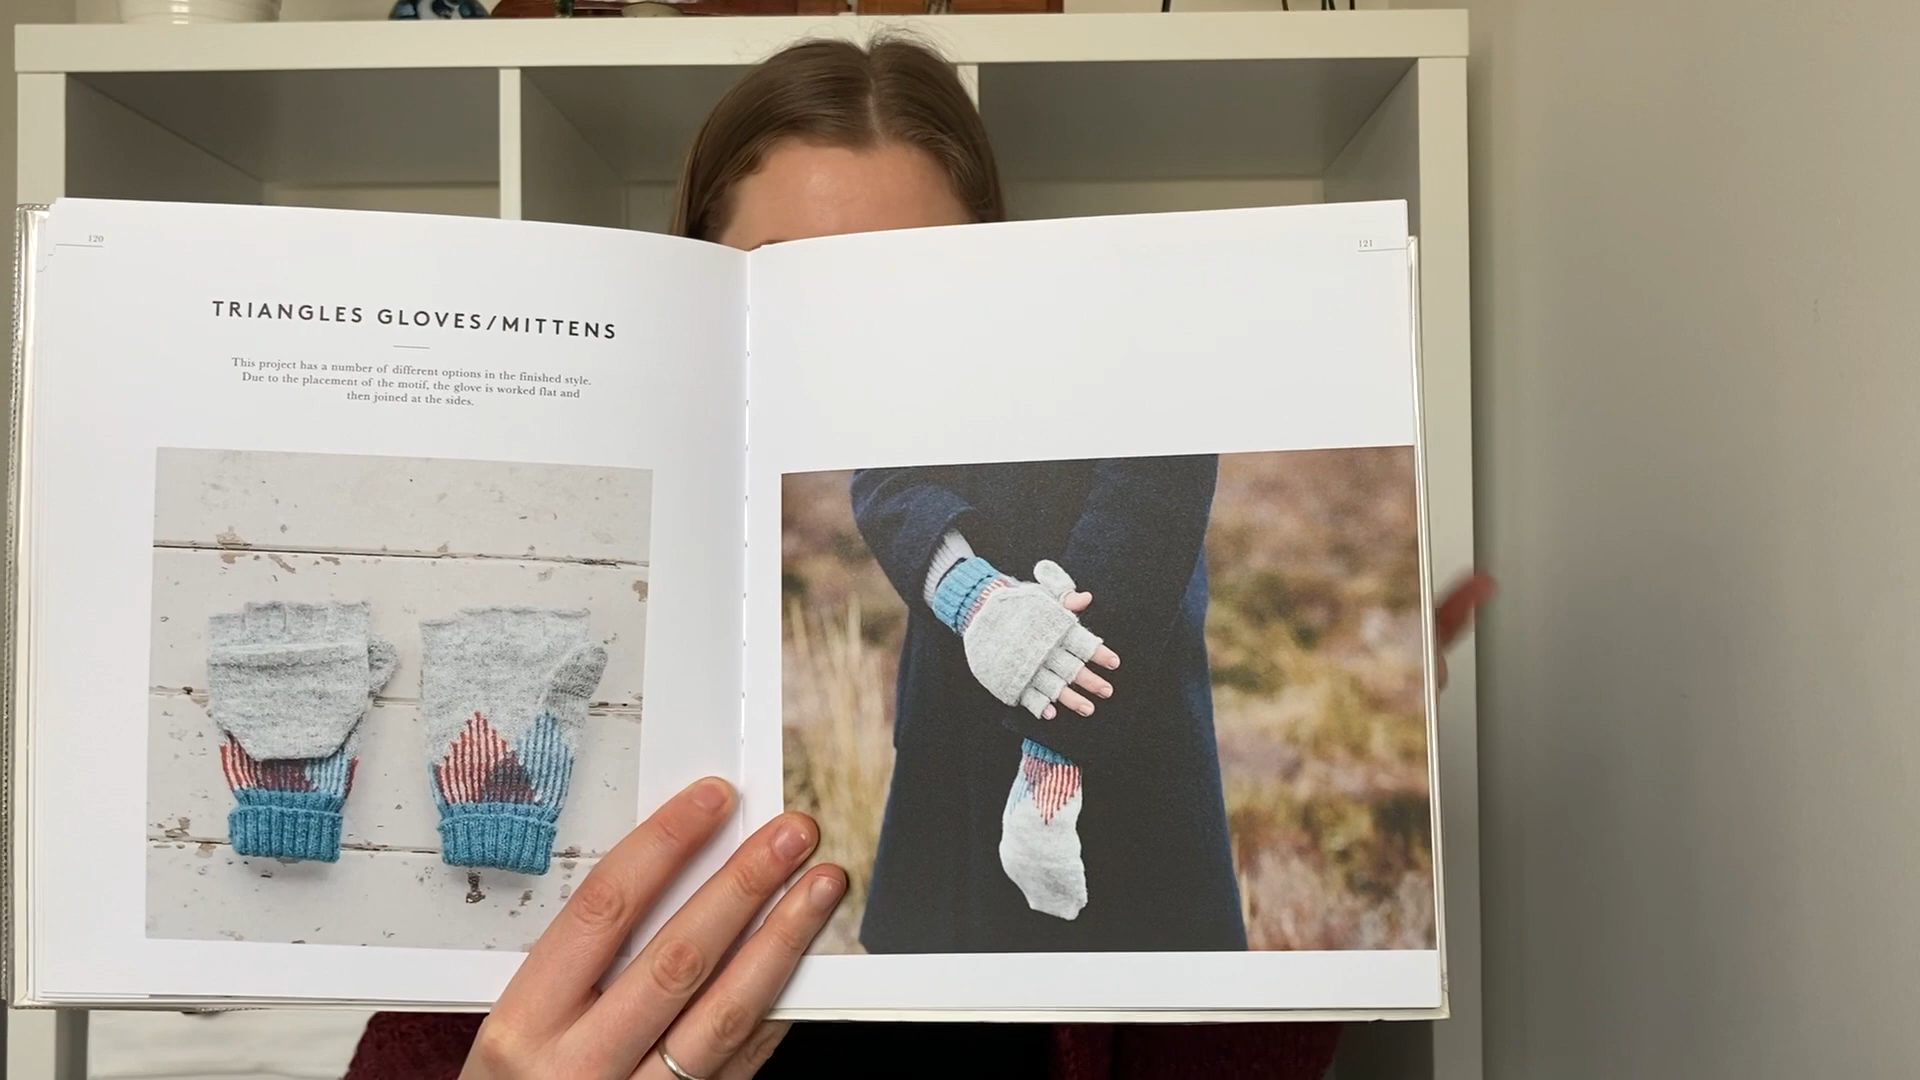 120
TRIANGLES GLOVES/MITTENS
This project has a number of different options in the finished style.
Due to the placement of the motif, the glove is worked flat and
then joined at the sides.
121